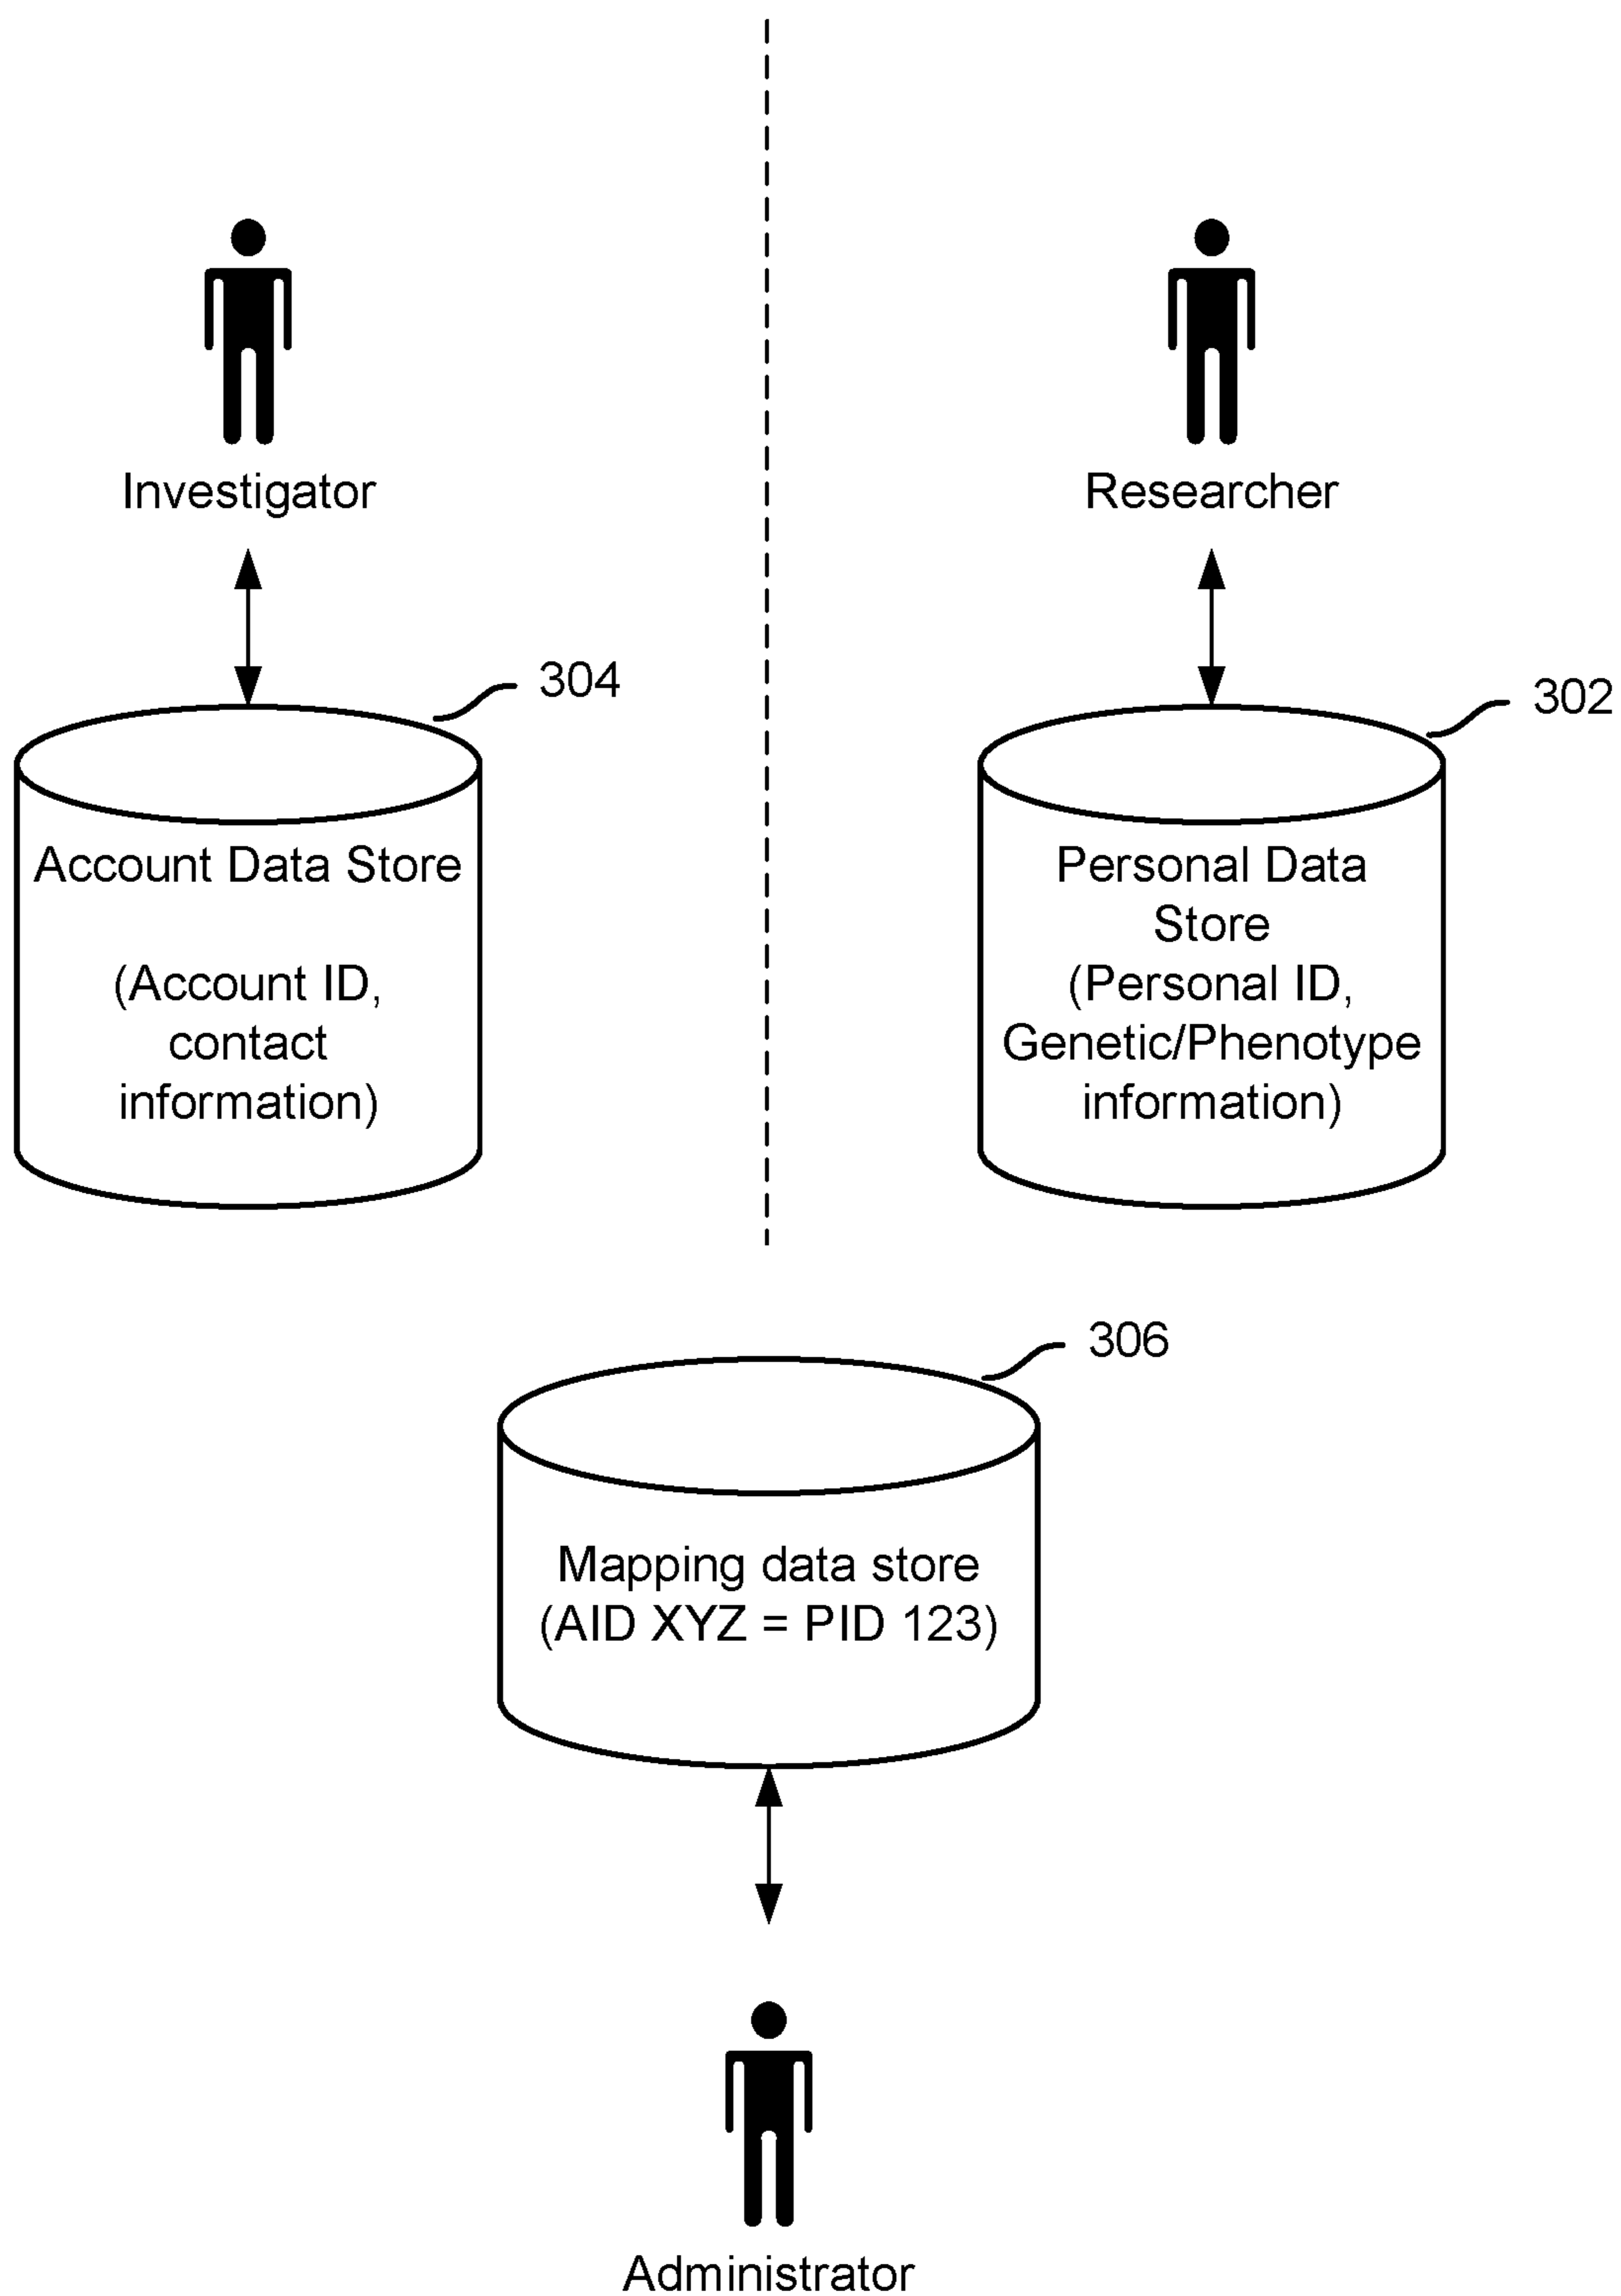 Investigator
Researcher
304
302
Account Data Store
(Account ID,
contact
information)
Personal Data
Store
(Personal ID,
Genetic/Phenotype
information)
306
Mapping data store
(AID XYZ = PID 123)
Administrator